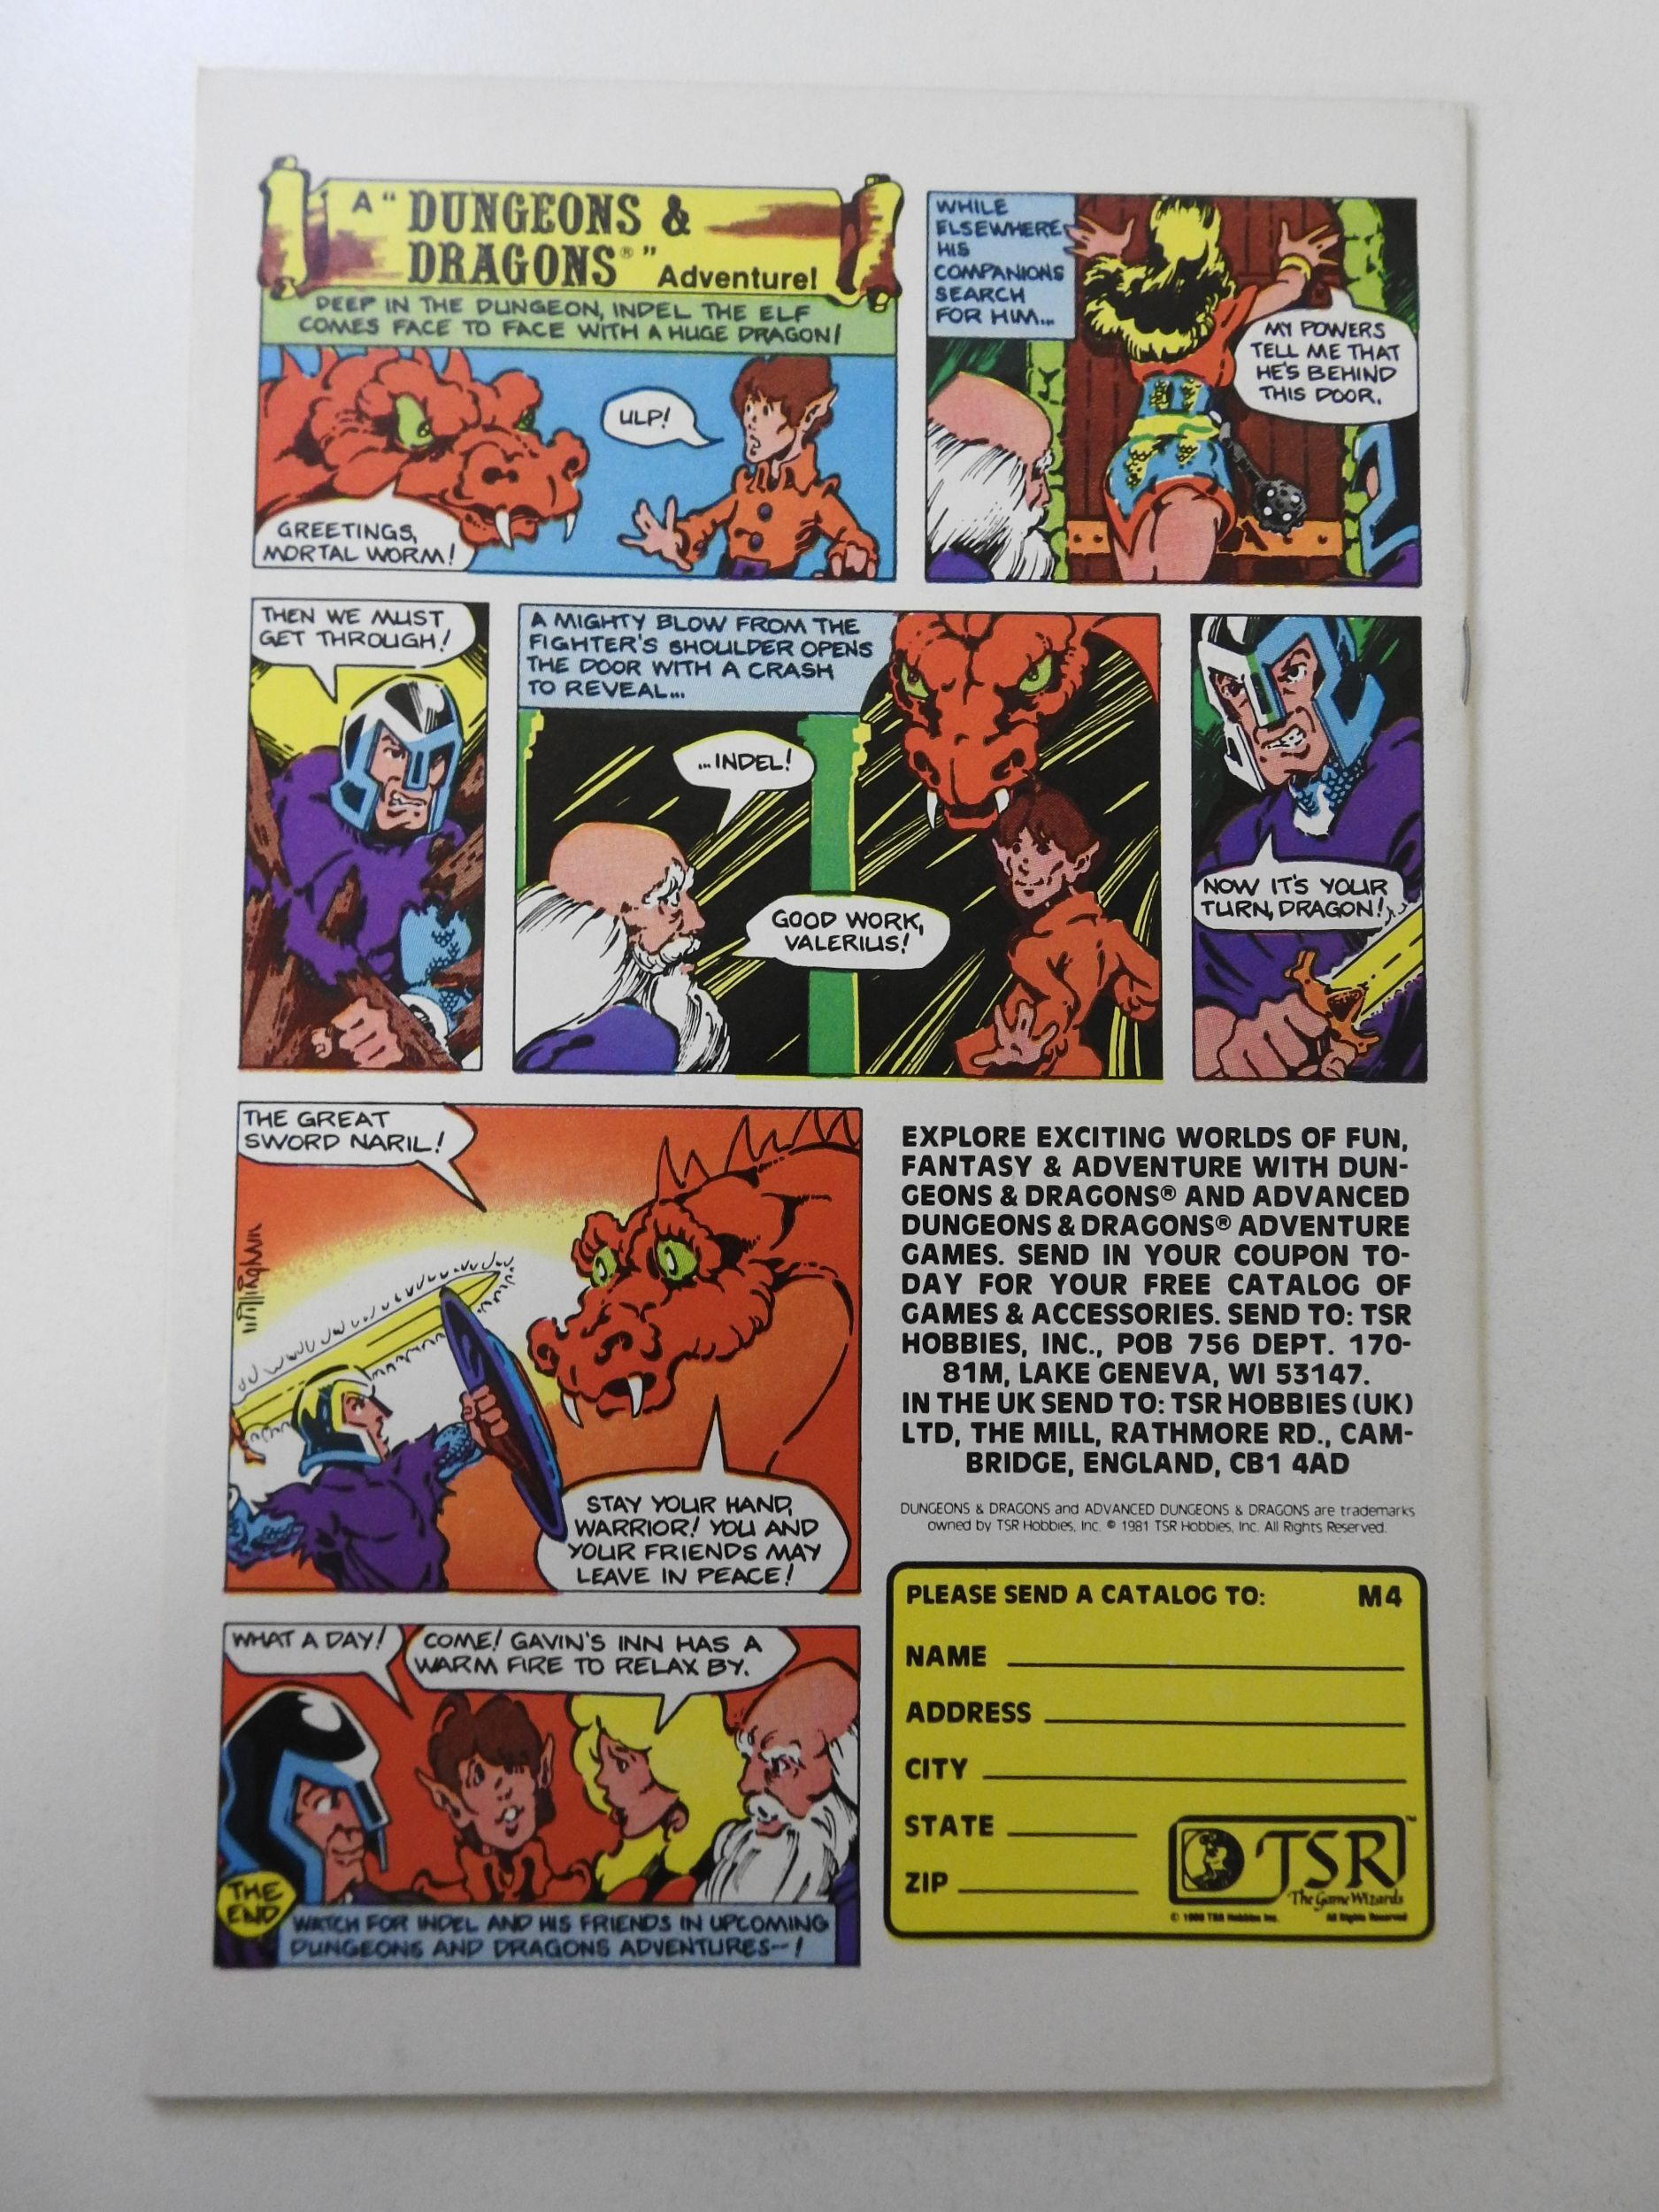 A "DUNGEONS &
DRAGONS®" Adventure!
DEEP IN THE DUNGEON, INDEL THE ELF
COMES FACE TO FACE WITH A HUGE DRAGON!
ULP!
GREETINGS,
MORTAL WORM!
WHILE
ELSEWHERE
HIS
COMPANIONS
SEARCH
FOR HIM...
MY POWERS
TELL ME THAT
HE'S BEHIND
THIS DOOR.
THEN WE MUST
GET THROUGH!
A MIGHTY BLOW FROM THE
FIGHTER'S SHOULDER OPENS
THE DOOR WITH A CRASH
TO REVEAL...
...INDEL!
GOOD WORK,
VALERIUS!
NOW IT'S YOUR
TURN, DRAGON!
THE GREAT
SWORD NARIL!
Willingham
STAY YOUR HAND,
WARRIOR! YOU AND
YOUR FRIENDS MAY
LEAVE IN PEACE!
WHAT A DAY!
COME! GAVIN'S INN HAS A
WARM FIRE TO RELAX BY.
THE
END
WATCH FOR INDEL AND HIS FRIENDS IN UPCOMING
DUNGEONS AND DRAGONS ADVENTURES--!
EXPLORE EXCITING WORLDS OF FUN,
FANTASY & ADVENTURE WITH DUN-
GEONS & DRAGONS® AND ADVANCED
DUNGEONS & DRAGONS® ADVENTURE
GAMES. SEND IN YOUR COUPON TO-
DAY FOR YOUR FREE CATALOG OF
GAMES & ACCESSORIES. SEND TO: TSR
HOBBIES, INC., POB 756 DEPT. 170-
81M, LAKE GENEVA, WI 53147.
IN THE UK SEND TO: TSR HOBBIES (UK)
LTD, THE MILL, RATHMORE RD., CAM-
BRIDGE, ENGLAND, CB1 4AD
DUNGEONS & DRAGONS and ADVANCED DUNGEONS & DRAGONS are trademarks
owned by TSR Hobbies, Inc. © 1981 TSR Hobbies, Inc. All Rights Reserved.
PLEASE SEND A CATALOG TO: M4
NAME
ADDRESS
CITY
STATE
ZIP
TSR™
The Game Wizards
© 1980 TSR Hobbies Inc. All Rights Reserved